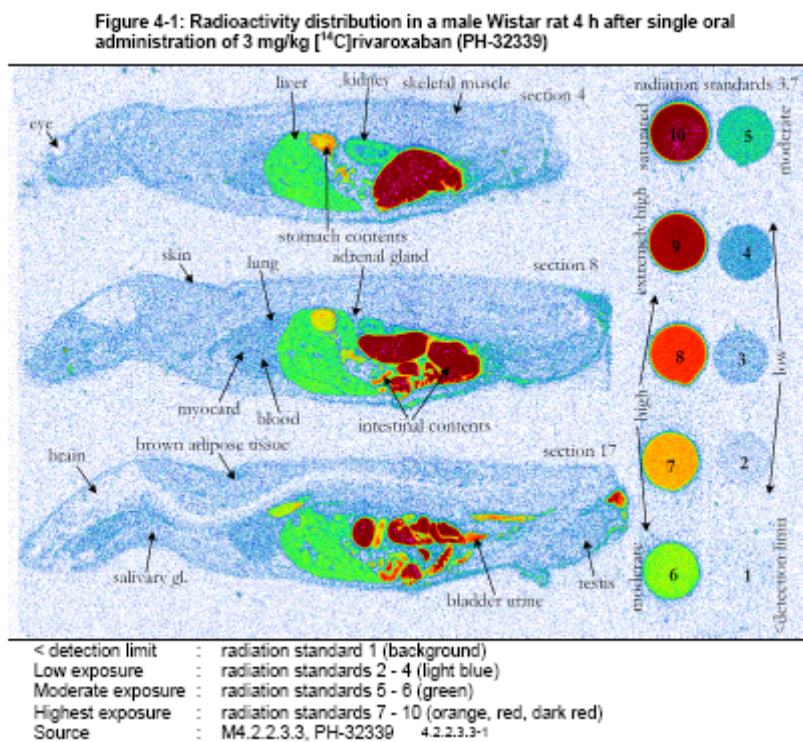 Figure 4-1: Radioactivity distribution in a male Wistar rat 4 h after single oral
administration of 3 mg/kg [¹⁴C]rivaroxaban (PH-32339)
liver
kidney
skeletal muscle
section 4
radiation standards 3.7
eye
saturated
10
5
moderate
stomach contents
adrenal gland
skin
lung
section 8
extremely high
9
4
8
3
low
high
myocard
blood
intestinal contents
brain
brown adipose tissue
section 17
7
2
salivary gl.
bladder urine
testis
moderate
6
1
<detection limit
< detection limit : radiation standard 1 (background)
Low exposure : radiation standards 2 - 4 (light blue)
Moderate exposure : radiation standards 5 - 6 (green)
Highest exposure : radiation standards 7 - 10 (orange, red, dark red)
Source : M4.2.2.3.3, PH-32339 4.2.2.3.3-1